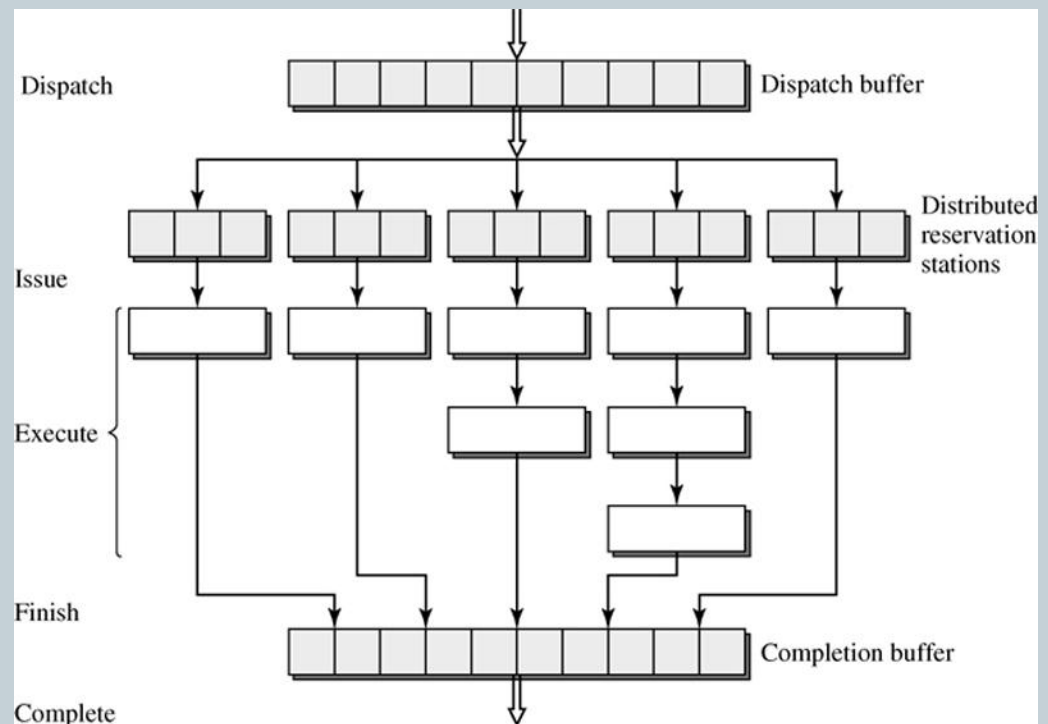 Dispatch
Dispatch buffer
Distributed
reservation
stations
Issue
Execute
Finish
Completion buffer
Complete